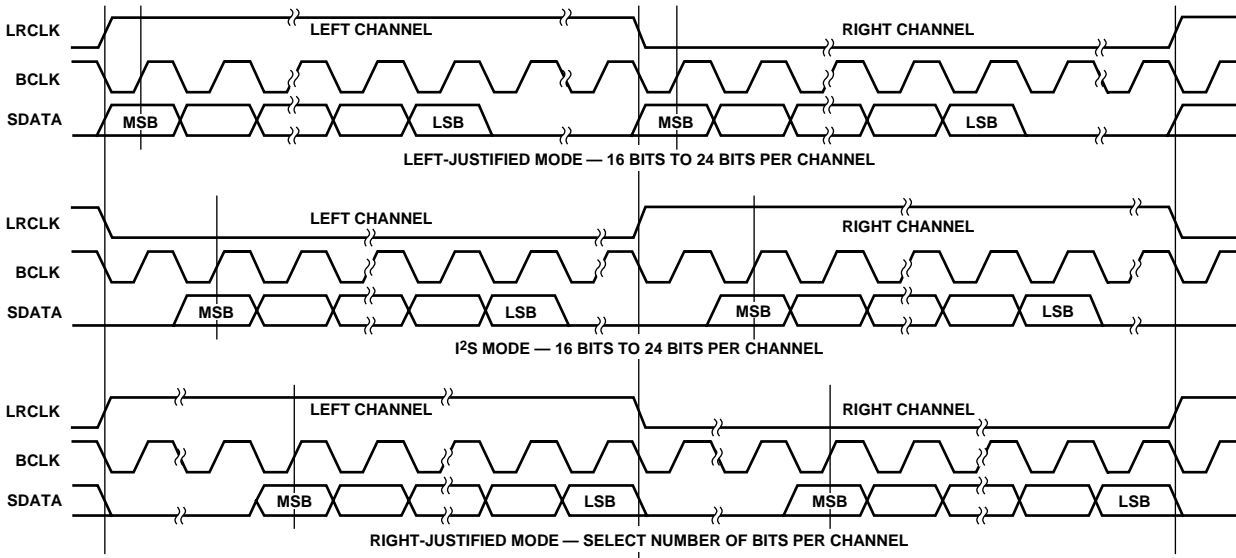 LRCLK LEFT CHANNEL RIGHT CHANNEL
BCLK
SDATA MSB LSB MSB LSB
LEFT-JUSTIFIED MODE — 16 BITS TO 24 BITS PER CHANNEL
LRCLK LEFT CHANNEL RIGHT CHANNEL
BCLK
SDATA MSB LSB MSB LSB
I²S MODE — 16 BITS TO 24 BITS PER CHANNEL
LRCLK LEFT CHANNEL RIGHT CHANNEL
BCLK
SDATA MSB LSB MSB LSB
RIGHT-JUSTIFIED MODE — SELECT NUMBER OF BITS PER CHANNEL